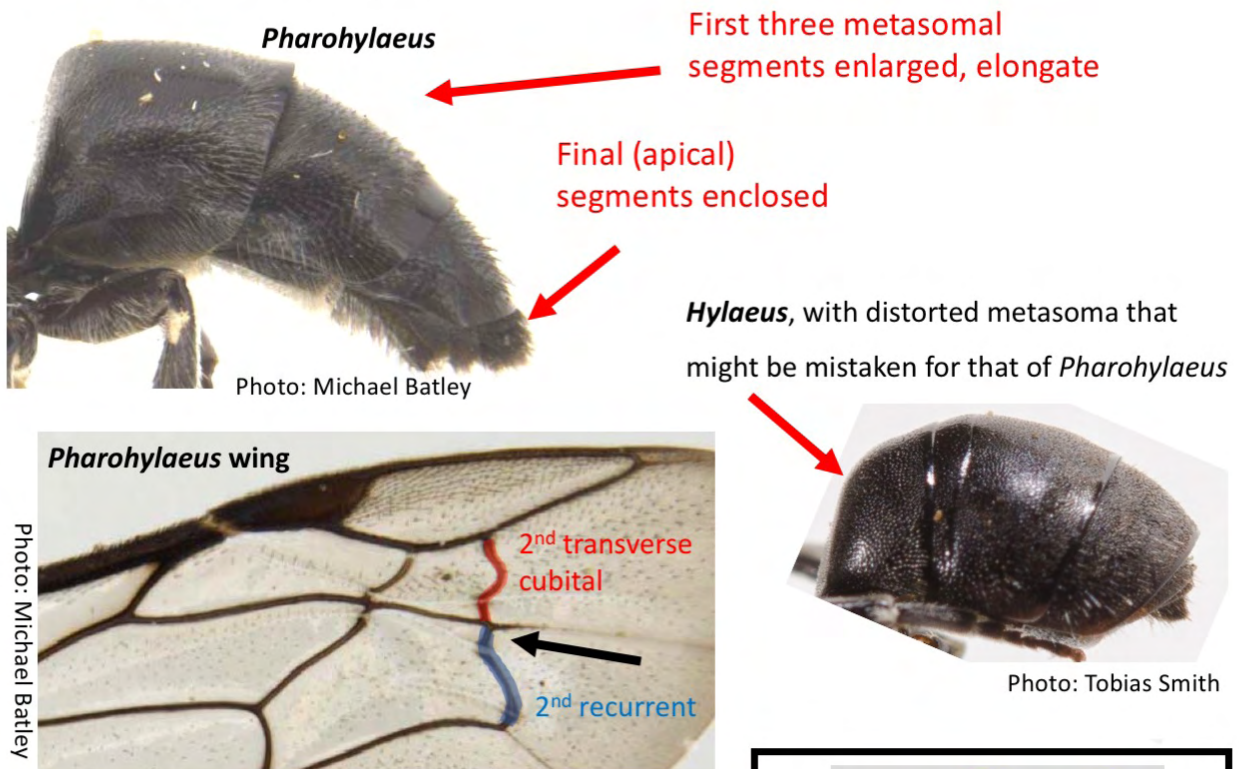 Pharohylaeus
First three metasomal
segments enlarged, elongate
Final (apical)
segments enclosed
Photo: Michael Batley
Hylaeus, with distorted metasoma that
might be mistaken for that of Pharohylaeus
Pharohylaeus wing
Photo: Michael Batley
2nd transverse
cubital
2nd recurrent
Photo: Tobias Smith